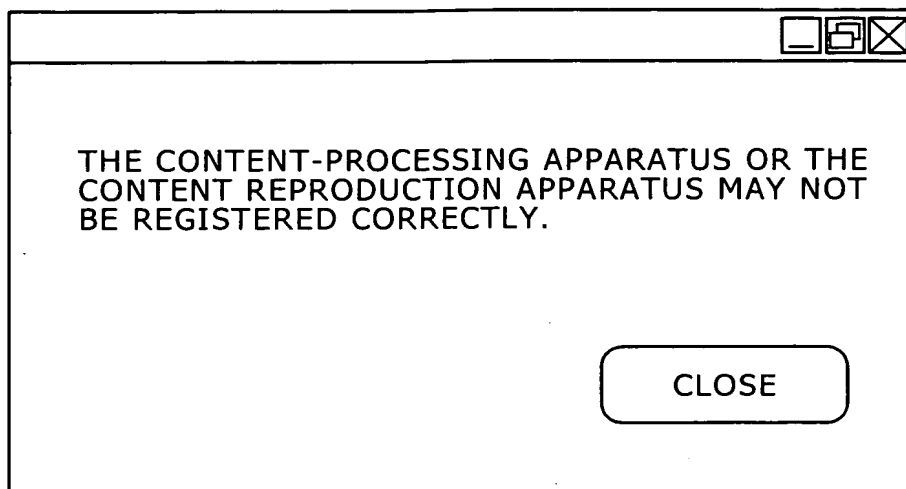 THE CONTENT-PROCESSING APPARATUS OR THE
CONTENT REPRODUCTION APPARATUS MAY NOT
BE REGISTERED CORRECTLY.
CLOSE